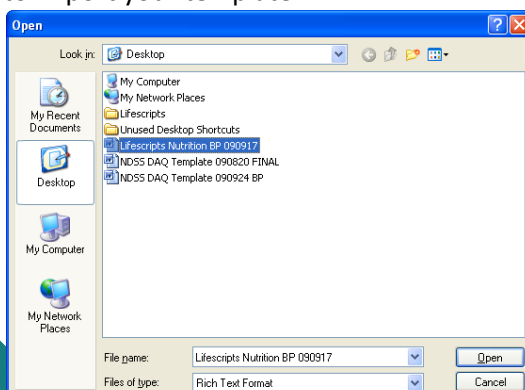 Open
Look in:
Desktop
My Recent
Documents
Desktop
My Computer
My Network
Places
My Computer
My Network Places
Lifescripts
Unused Desktop Shortcuts
Lifescripts Nutrition BP 090917
NDSS DAQ Template 090820 FINAL
NDSS DAQ Template 090924 BP
File name:
Lifescripts Nutrition BP 090917
Open
Files of type:
Rich Text Format
Cancel